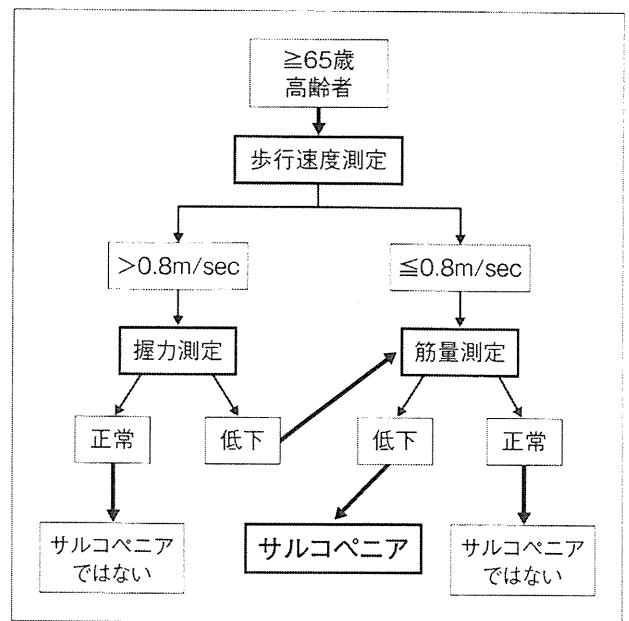 ≧65歳
高齢者
歩行速度測定
>0.8m/sec
≦0.8m/sec
握力測定
筋量測定
正常
低下
低下
正常
サルコペニア
ではない
サルコペニア
サルコペニア
ではない